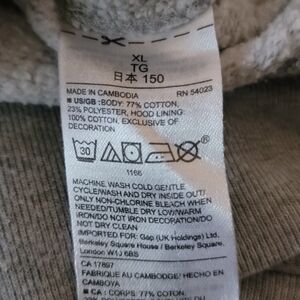 XL
TG
日本 150
MADE IN CAMBODIA RN 54023
■ US/GB :BODY: 77% COTTON,
23% POLYESTER, HOOD LINING:
100% COTTON, EXCLUSIVE OF
DECORATION
30
1166
MACHINE WASH COLD GENTLE
CYCLE/WASH AND DRY INSIDE OUT/
ONLY NON-CHLORINE BLEACH WHEN
NEEDED/TUMBLE DRY LOW/WARM
IRON/DO NOT IRON DECORATION/DO
NOT DRY CLEAN
IMPORTED FOR: Gap (UK Holdings) Ltd.
Berkeley Square House / Berkeley Square,
London W1J 6BS
CA 17897
FABRIQUE AU CAMBODGE/ HECHO EN
CAMBOYA
■ CA : CORPS: 77% COTON,